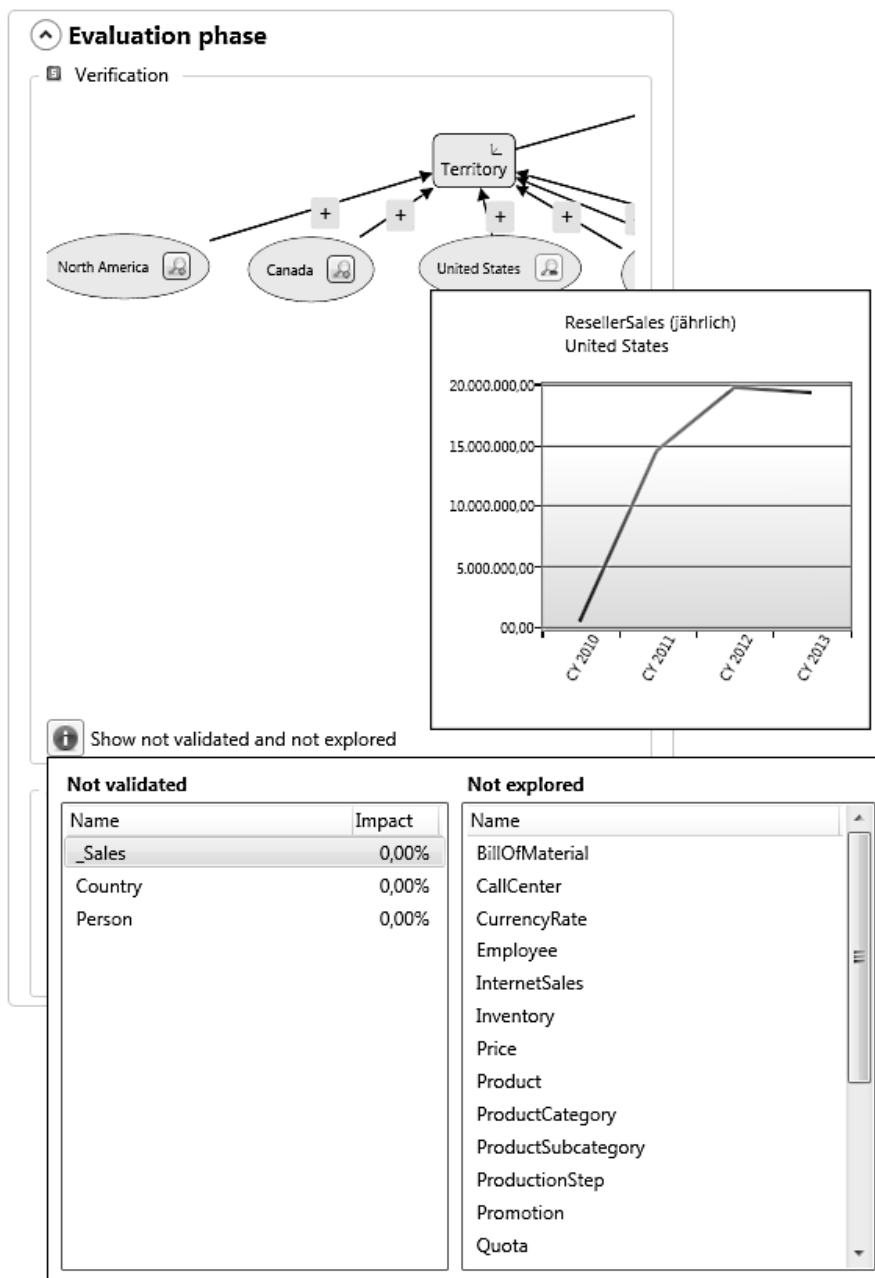 Evaluation phase
5 Verification
Territory
+ + + +
North America Canada United States
ResellerSales (jährlich)
United States
20.000.000,00
15.000.000,00
10.000.000,00
5.000.000,00
00,00
CY 2010 CY 2011 CY 2012 CY 2013
i Show not validated and not explored
Not validated
Name Impact
_Sales 0,00%
Country 0,00%
Person 0,00%
Not explored
Name
BillOfMaterial
CallCenter
CurrencyRate
Employee
InternetSales
Inventory
Price
Product
ProductCategory
ProductSubcategory
ProductionStep
Promotion
Quota